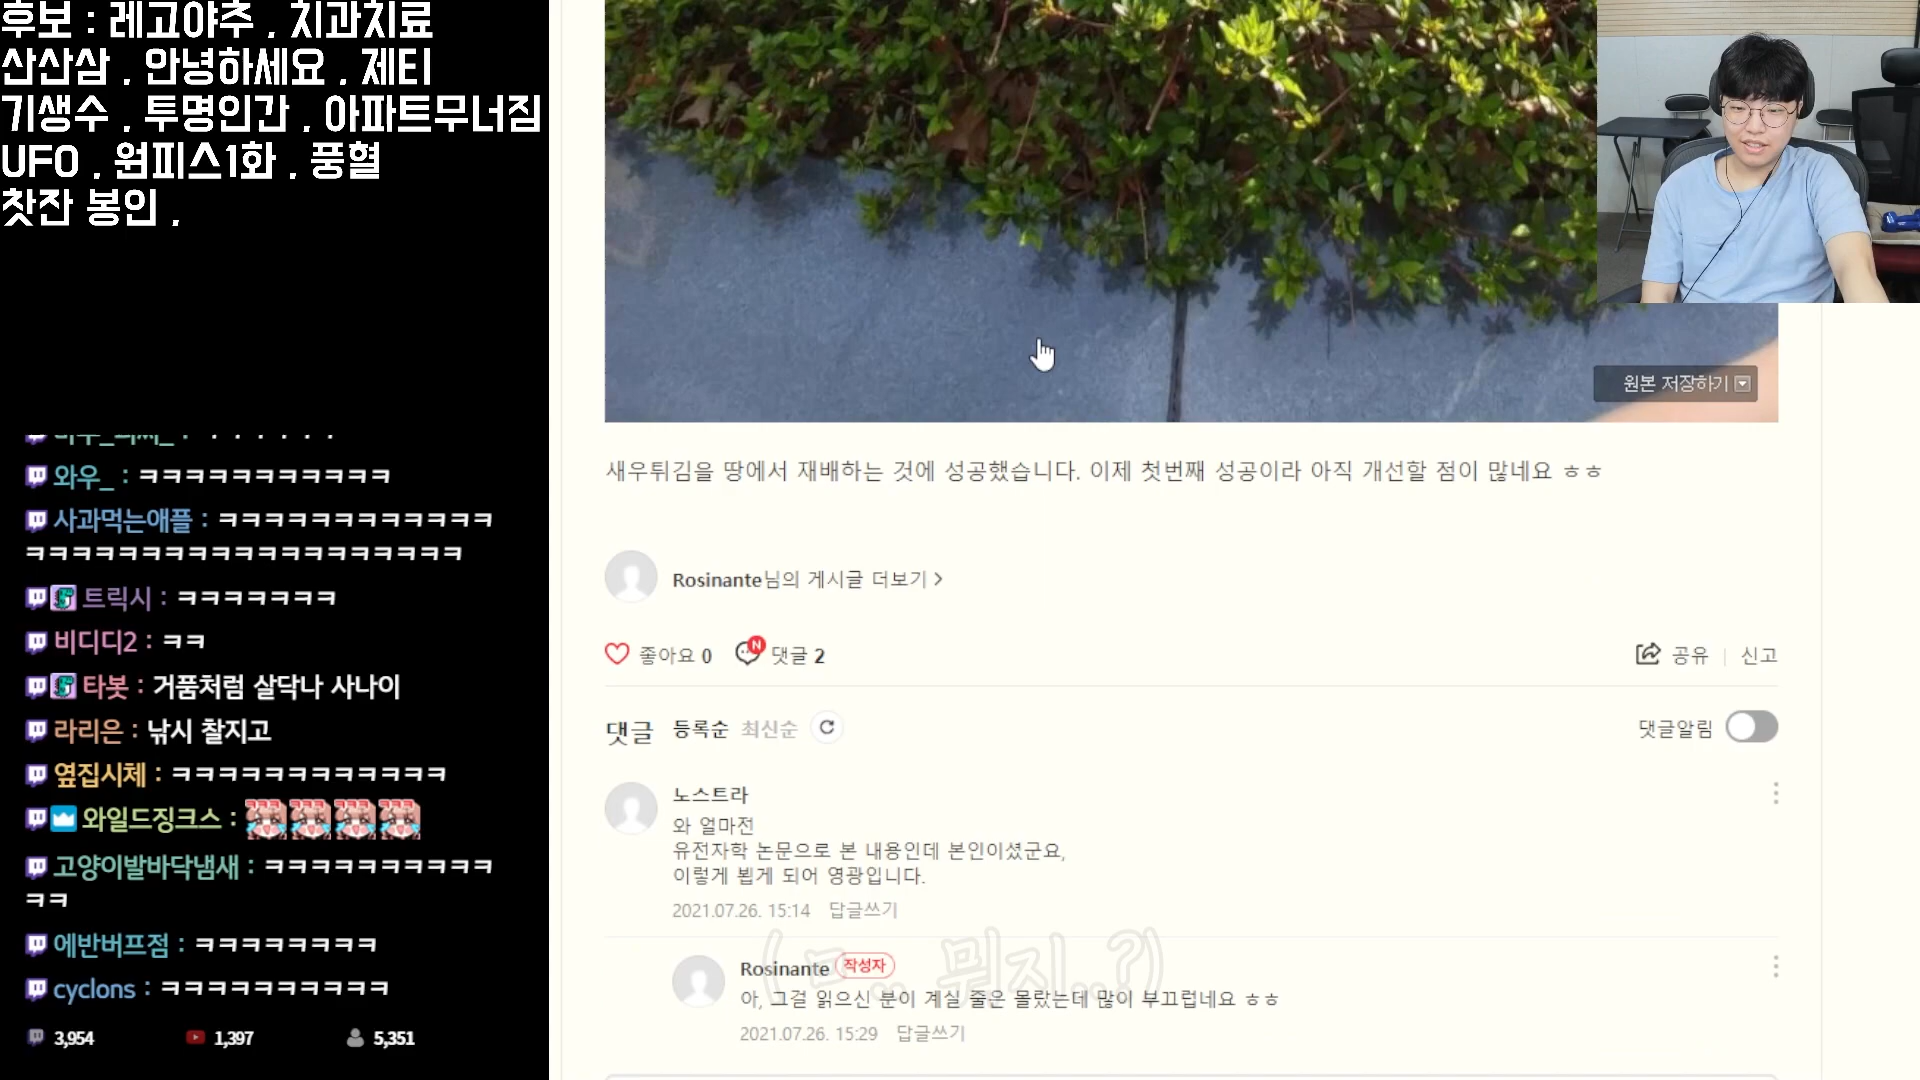 후보 : 레고야추 . 치과치료
산산삼 . 안녕하세요 . 제티
기생수 . 투명인간 . 아파트무너짐
UFO . 원피스1화 . 풍혈
찻잔 봉인 .
와우_ : ㅋㅋㅋㅋㅋㅋㅋㅋㅋㅋㅋ
사과먹는애플 : ㅋㅋㅋㅋㅋㅋㅋㅋㅋㅋㅋㅋ
ㅋㅋㅋㅋㅋㅋㅋㅋㅋㅋㅋㅋㅋㅋㅋㅋㅋㅋㅋ
트릭시 : ㅋㅋㅋㅋㅋㅋㅋ
비디디2 : ㅋㅋ
타봇 : 거품처럼 살닥나 사나이
라리은 : 낚시 찰지고
옆집시체 : ㅋㅋㅋㅋㅋㅋㅋㅋㅋㅋㅋㅋ
와일드징크스 :
고양이발바닥냄새 : ㅋㅋㅋㅋㅋㅋㅋㅋㅋㅋ
ㅋㅋ
에반버프점 : ㅋㅋㅋㅋㅋㅋㅋㅋ
cyclons : ㅋㅋㅋㅋㅋㅋㅋㅋㅋㅋ
3,954 1,397 5,351
원본 저장하기
새우튀김을 땅에서 재배하는 것에 성공했습니다. 이제 첫번째 성공이라 아직 개선할 점이 많네요 ㅎㅎ
Rosinante님의 게시글 더보기 >
좋아요 0 N 댓글 2 공유 | 신고
댓글 등록순 최신순 댓글알림
노스트라
와 얼마전
유전자학 논문으로 본 내용인데 본인이셨군요,
이렇게 뵙게 되어 영광입니다.
2021.07.26. 15:14 답글쓰기
(ㅁ.. 뭔지..?)
Rosinante 작성자
아, 그걸 읽으신 분이 계실 줄은 몰랐는데 많이 부끄럽네요 ㅎㅎ
2021.07.26. 15:29 답글쓰기